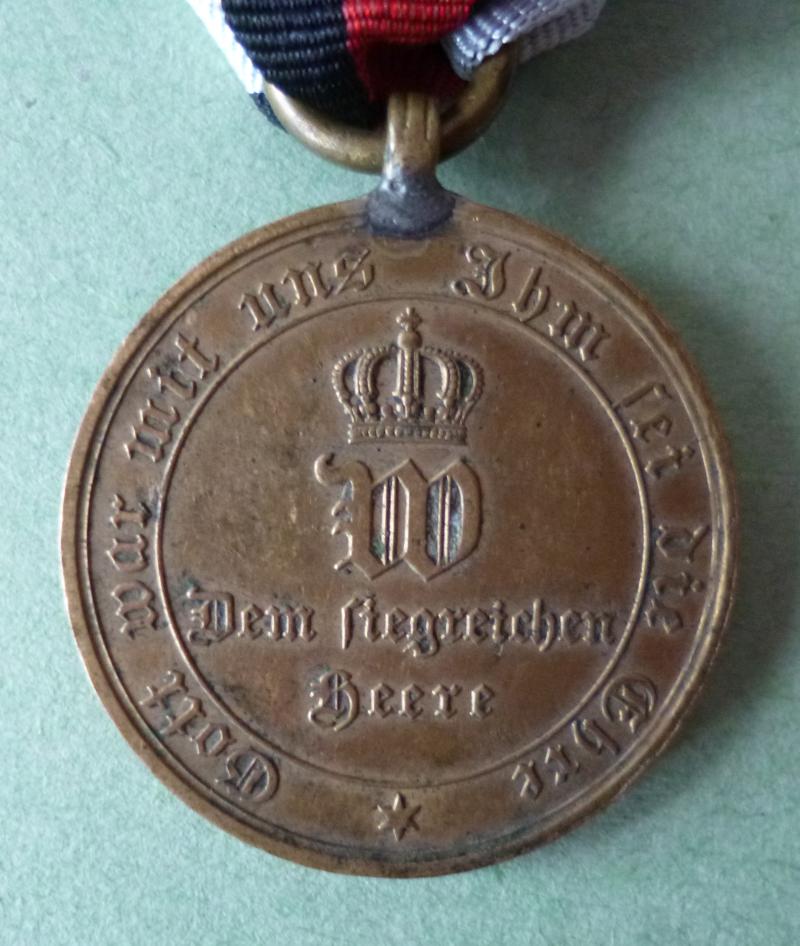 Gott war mit uns Ihm sei die Ehre
W
Dem siegreichen
Heere